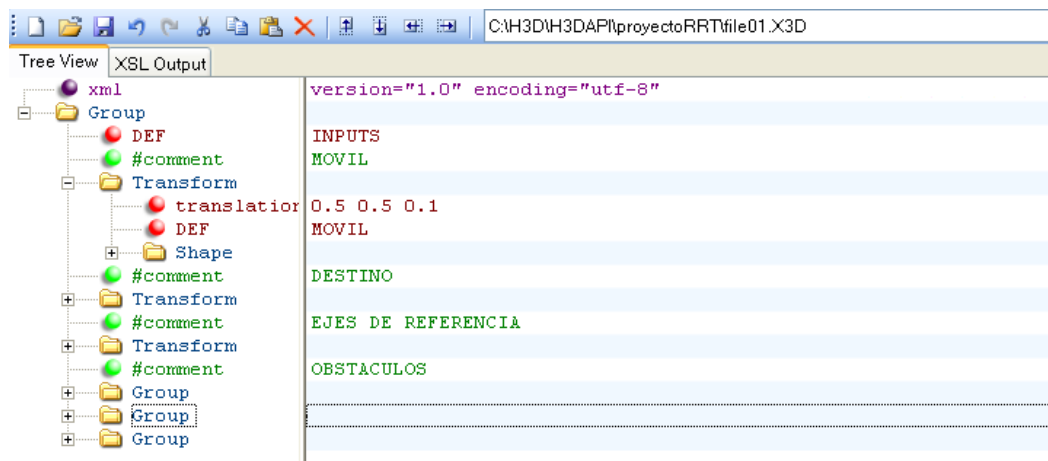 C:\H3D\H3DAPI\proyectoRRT\file01.X3D
Tree View XSL Output
xml version="1.0" encoding="utf-8"
Group
DEF INPUTS
#comment MOVIL
Transform
translation 0.5 0.5 0.1
DEF MOVIL
Shape
#comment DESTINO
Transform
#comment EJES DE REFERENCIA
Transform
#comment OBSTACULOS
Group
Group
Group